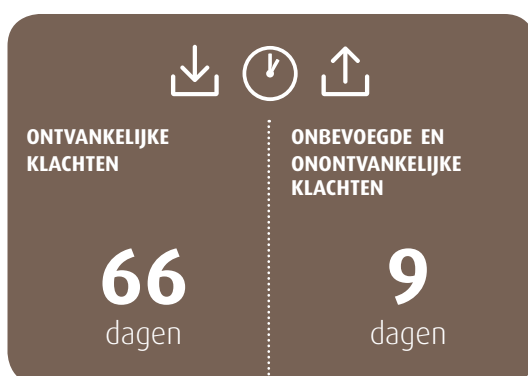 ONTVANKELIJKE
KLACHTEN
66
dagen
ONBEVOEGDE EN
ONONTVANKELIJKE
KLACHTEN
9
dagen